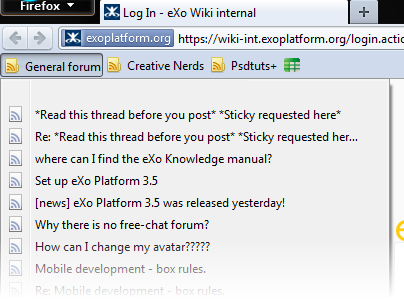 Firefox
Log In - eXo Wiki internal
exoplatform.org https://wiki-int.exoplatform.org/login.actio
General forum Creative Nerds Psdtuts+
*Read this thread before you post* *Sticky requested here*
Re: *Read this thread before you post* *Sticky requested her...
where can I find the eXo Knowledge manual?
Set up eXo Platform 3.5
[news] eXo Platform 3.5 was released yesterday!
Why there is no free-chat forum?
How can I change my avatar?????
Mobile development - box rules.
Re: Mobile development - box rules.